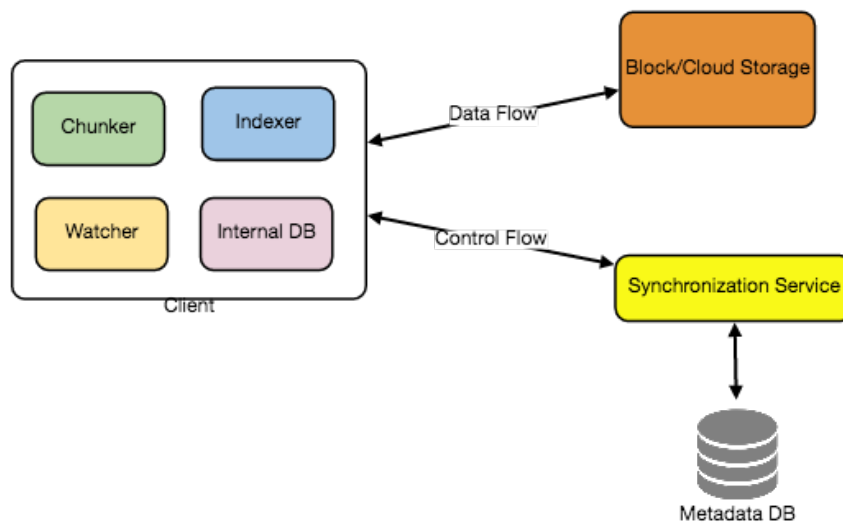 Block/Cloud Storage
Chunker
Indexer
Data Flow
Watcher
Internal DB
Control Flow
Client
Synchronization Service
Metadata DB